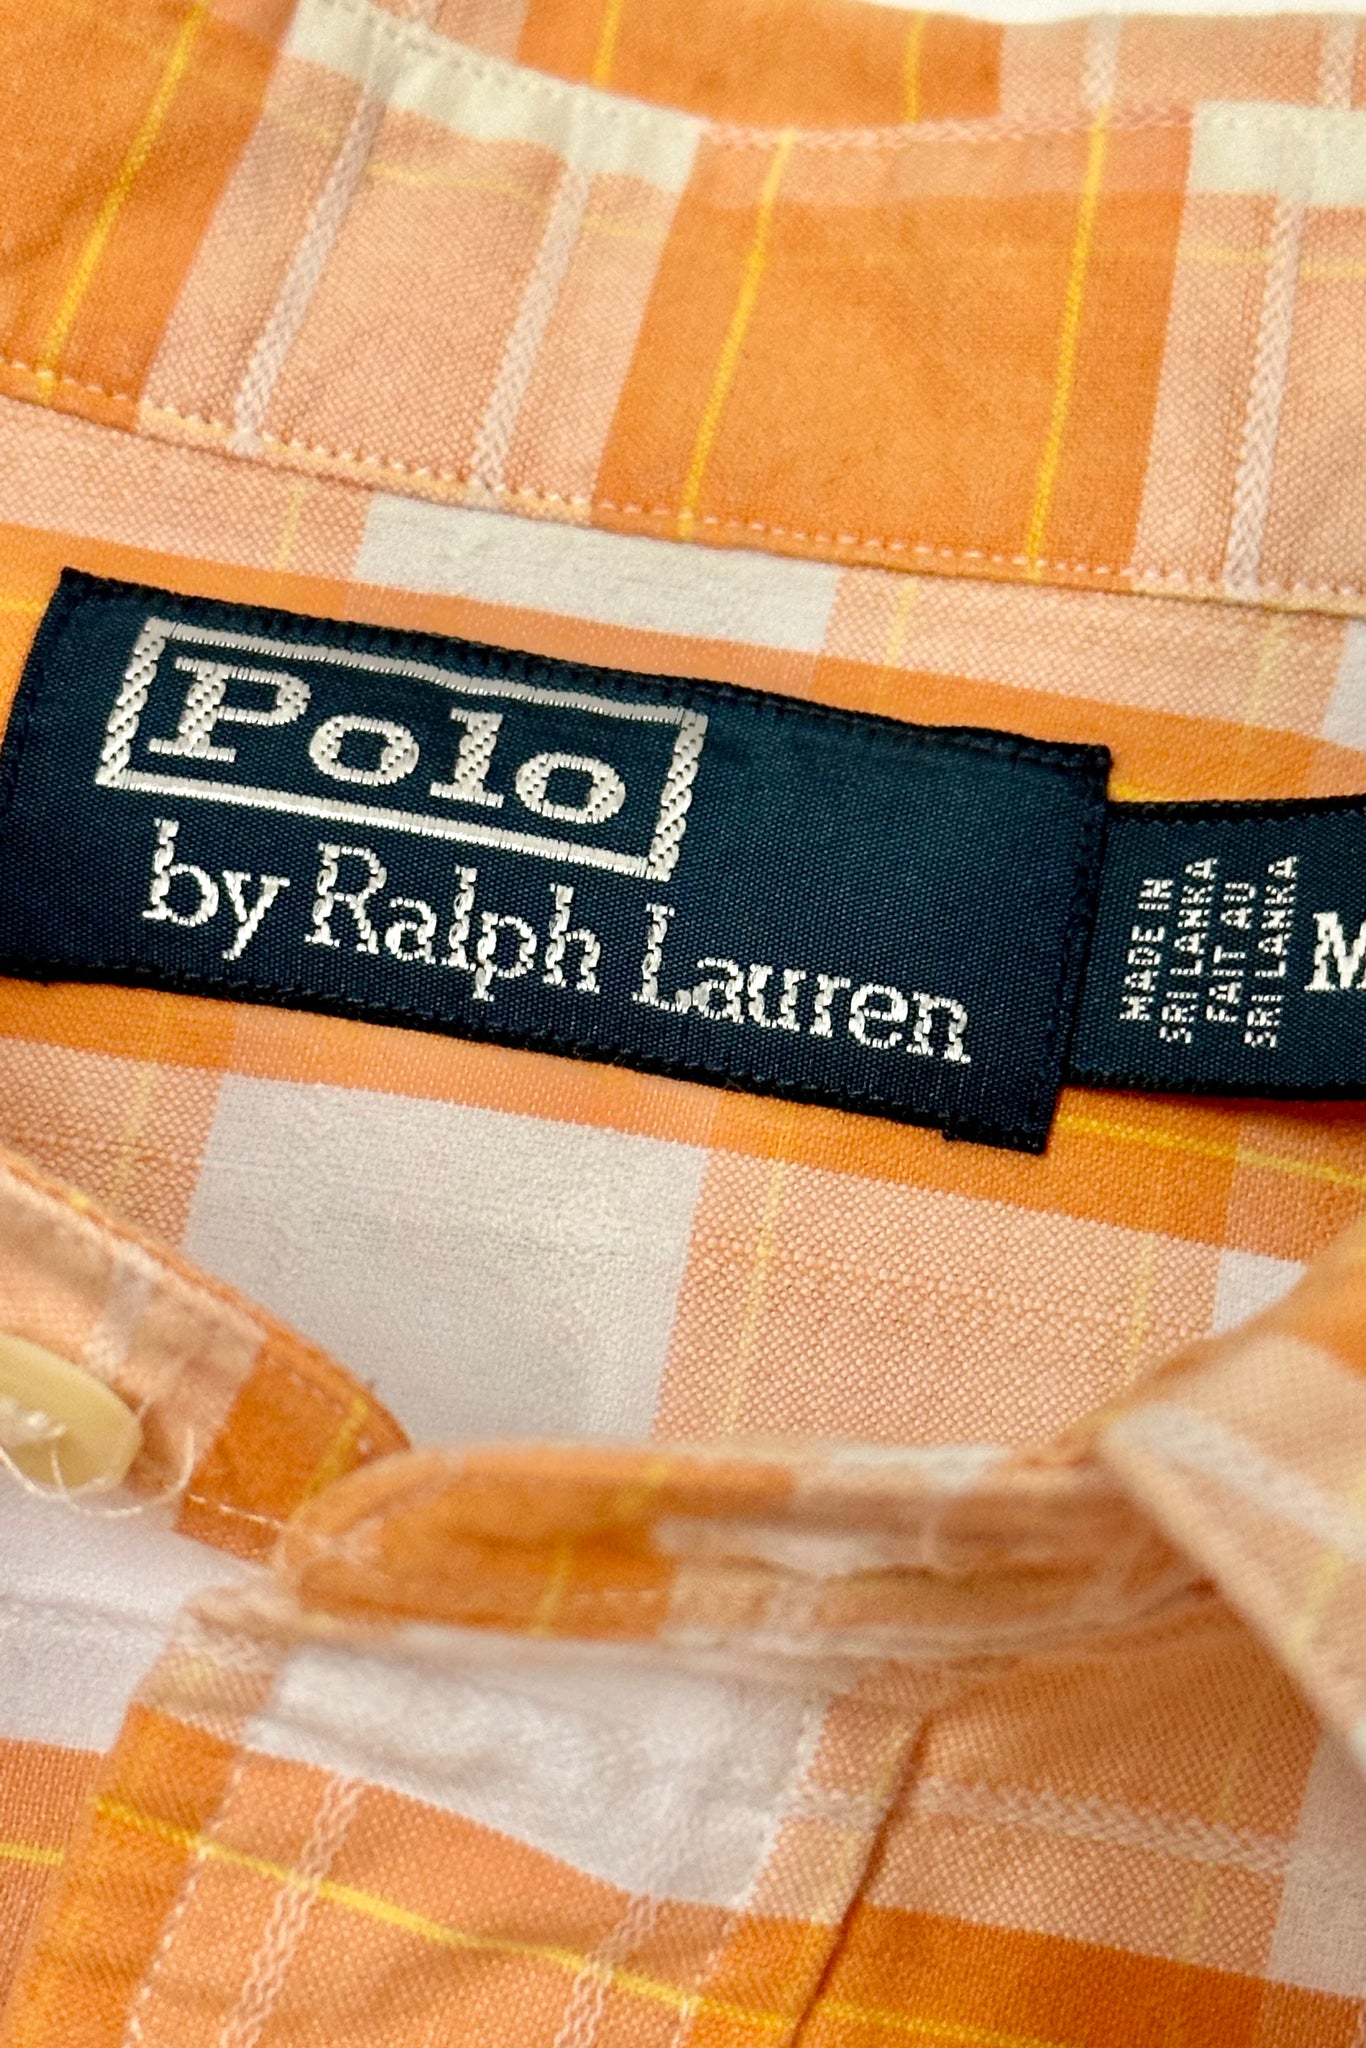 Polo
by Ralph Lauren
MADE IN
SRI LANKA
FAIT AU
SRI LANKA
M